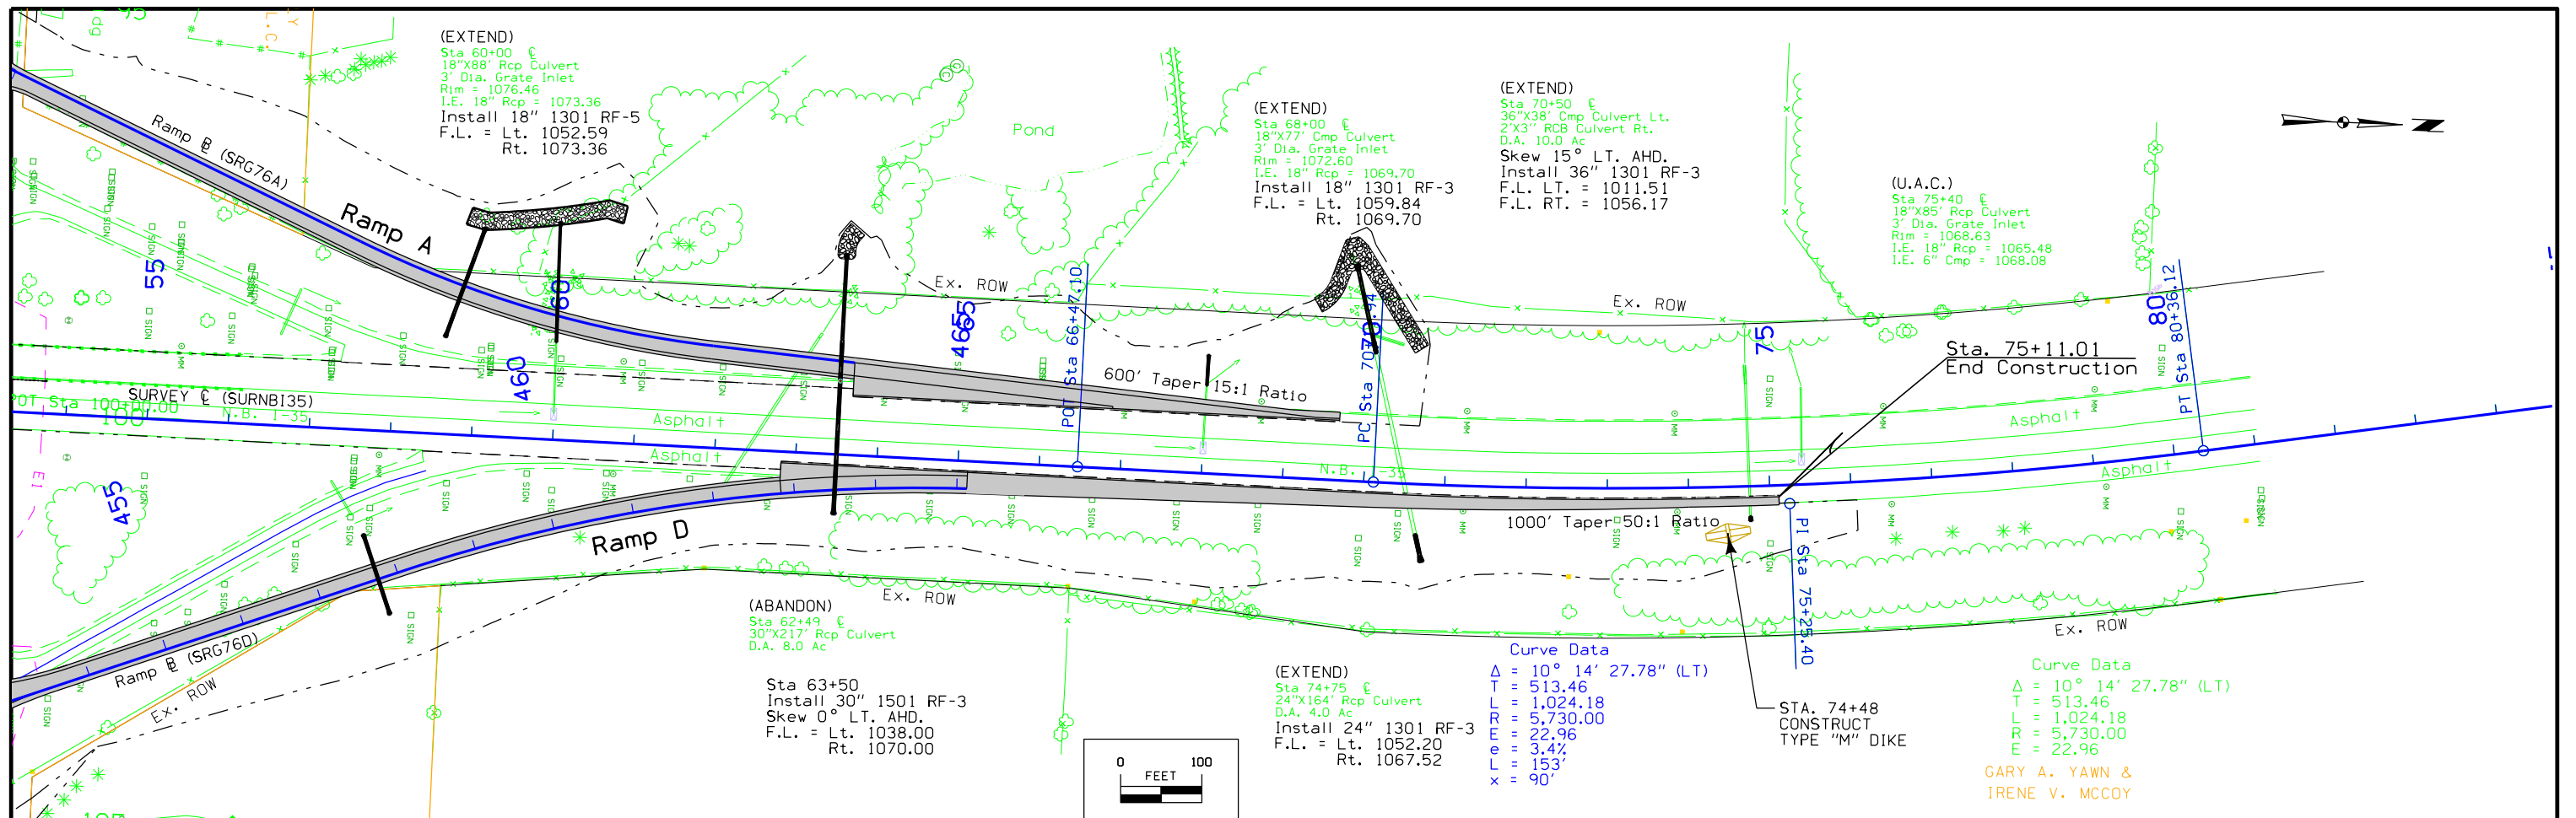 (EXTEND)
Sta 60+00 ℄
18"X88' Rcp Culvert
3' Dia. Grate Inlet
Rim = 1076.46
I.E. 18" Rcp = 1073.36
Install 18" 1301 RF-5
F.L. = Lt. 1052.59
Rt. 1073.36
(EXTEND)
Sta 68+00 ℄
18"X77' Cmp Culvert
3' Dia. Grate Inlet
Rim = 1072.60
I.E. 18" Rcp = 1069.70
Install 18" 1301 RF-3
F.L. = Lt. 1059.84
Rt. 1069.70
(EXTEND)
Sta 70+50 ℄
36"X38' Cmp Culvert Lt.
2'X3" RCB Culvert Rt.
D.A. 10.0 Ac
Skew 15° LT. AHD.
Install 36" 1301 RF-3
F.L. LT. = 1011.51
F.L. RT. = 1056.17
(U.A.C.)
Sta 75+40 ℄
18"X85' Rcp Culvert
3' Dia. Grate Inlet
Rim = 1068.63
I.E. 18" Rcp = 1065.48
I.E. 6" Cmp = 1068.08
Pond
Ramp ⅊ (SRG76A)
Ramp A
55
60
460
465
65
Ex. ROW
POT Sta 66+47.10
PC Sta 70+
Ex. ROW
75
80
PT Sta 80+36.12
Sta. 75+11.01
End Construction
600' Taper 15:1 Ratio
SURVEY ℄ (SURNBI35)
POT Sta 100+00.00
100
N.B. I-35
Asphalt
Asphalt
N.B. I-35
Asphalt
Asphalt
455
E1
Ramp D
1000' Taper 50:1 Ratio
PI Sta 75+25.40
Ramp ⅊ (SRG76D)
Ex. ROW
Ex. ROW
Ex. ROW
(ABANDON)
Sta 62+49 ℄
30"X217' Rcp Culvert
D.A. 8.0 Ac
Sta 63+50
Install 30" 1501 RF-3
Skew 0° LT. AHD.
F.L. = Lt. 1038.00
Rt. 1070.00
(EXTEND)
Sta 74+75 ℄
24"X164' Rcp Culvert
D.A. 4.0 Ac
Install 24" 1301 RF-3
F.L. = Lt. 1052.20
Rt. 1067.52
Curve Data
Δ = 10° 14' 27.78" (LT)
T = 513.46
L = 1,024.18
R = 5,730.00
E = 22.96
e = 3.4%
L = 153'
x = 90'
STA. 74+48
CONSTRUCT
TYPE "M" DIKE
Curve Data
Δ = 10° 14' 27.78" (LT)
T = 513.46
L = 1,024.18
R = 5,730.00
E = 22.96
GARY A. YAWN &
IRENE V. MCCOY
0 100
FEET